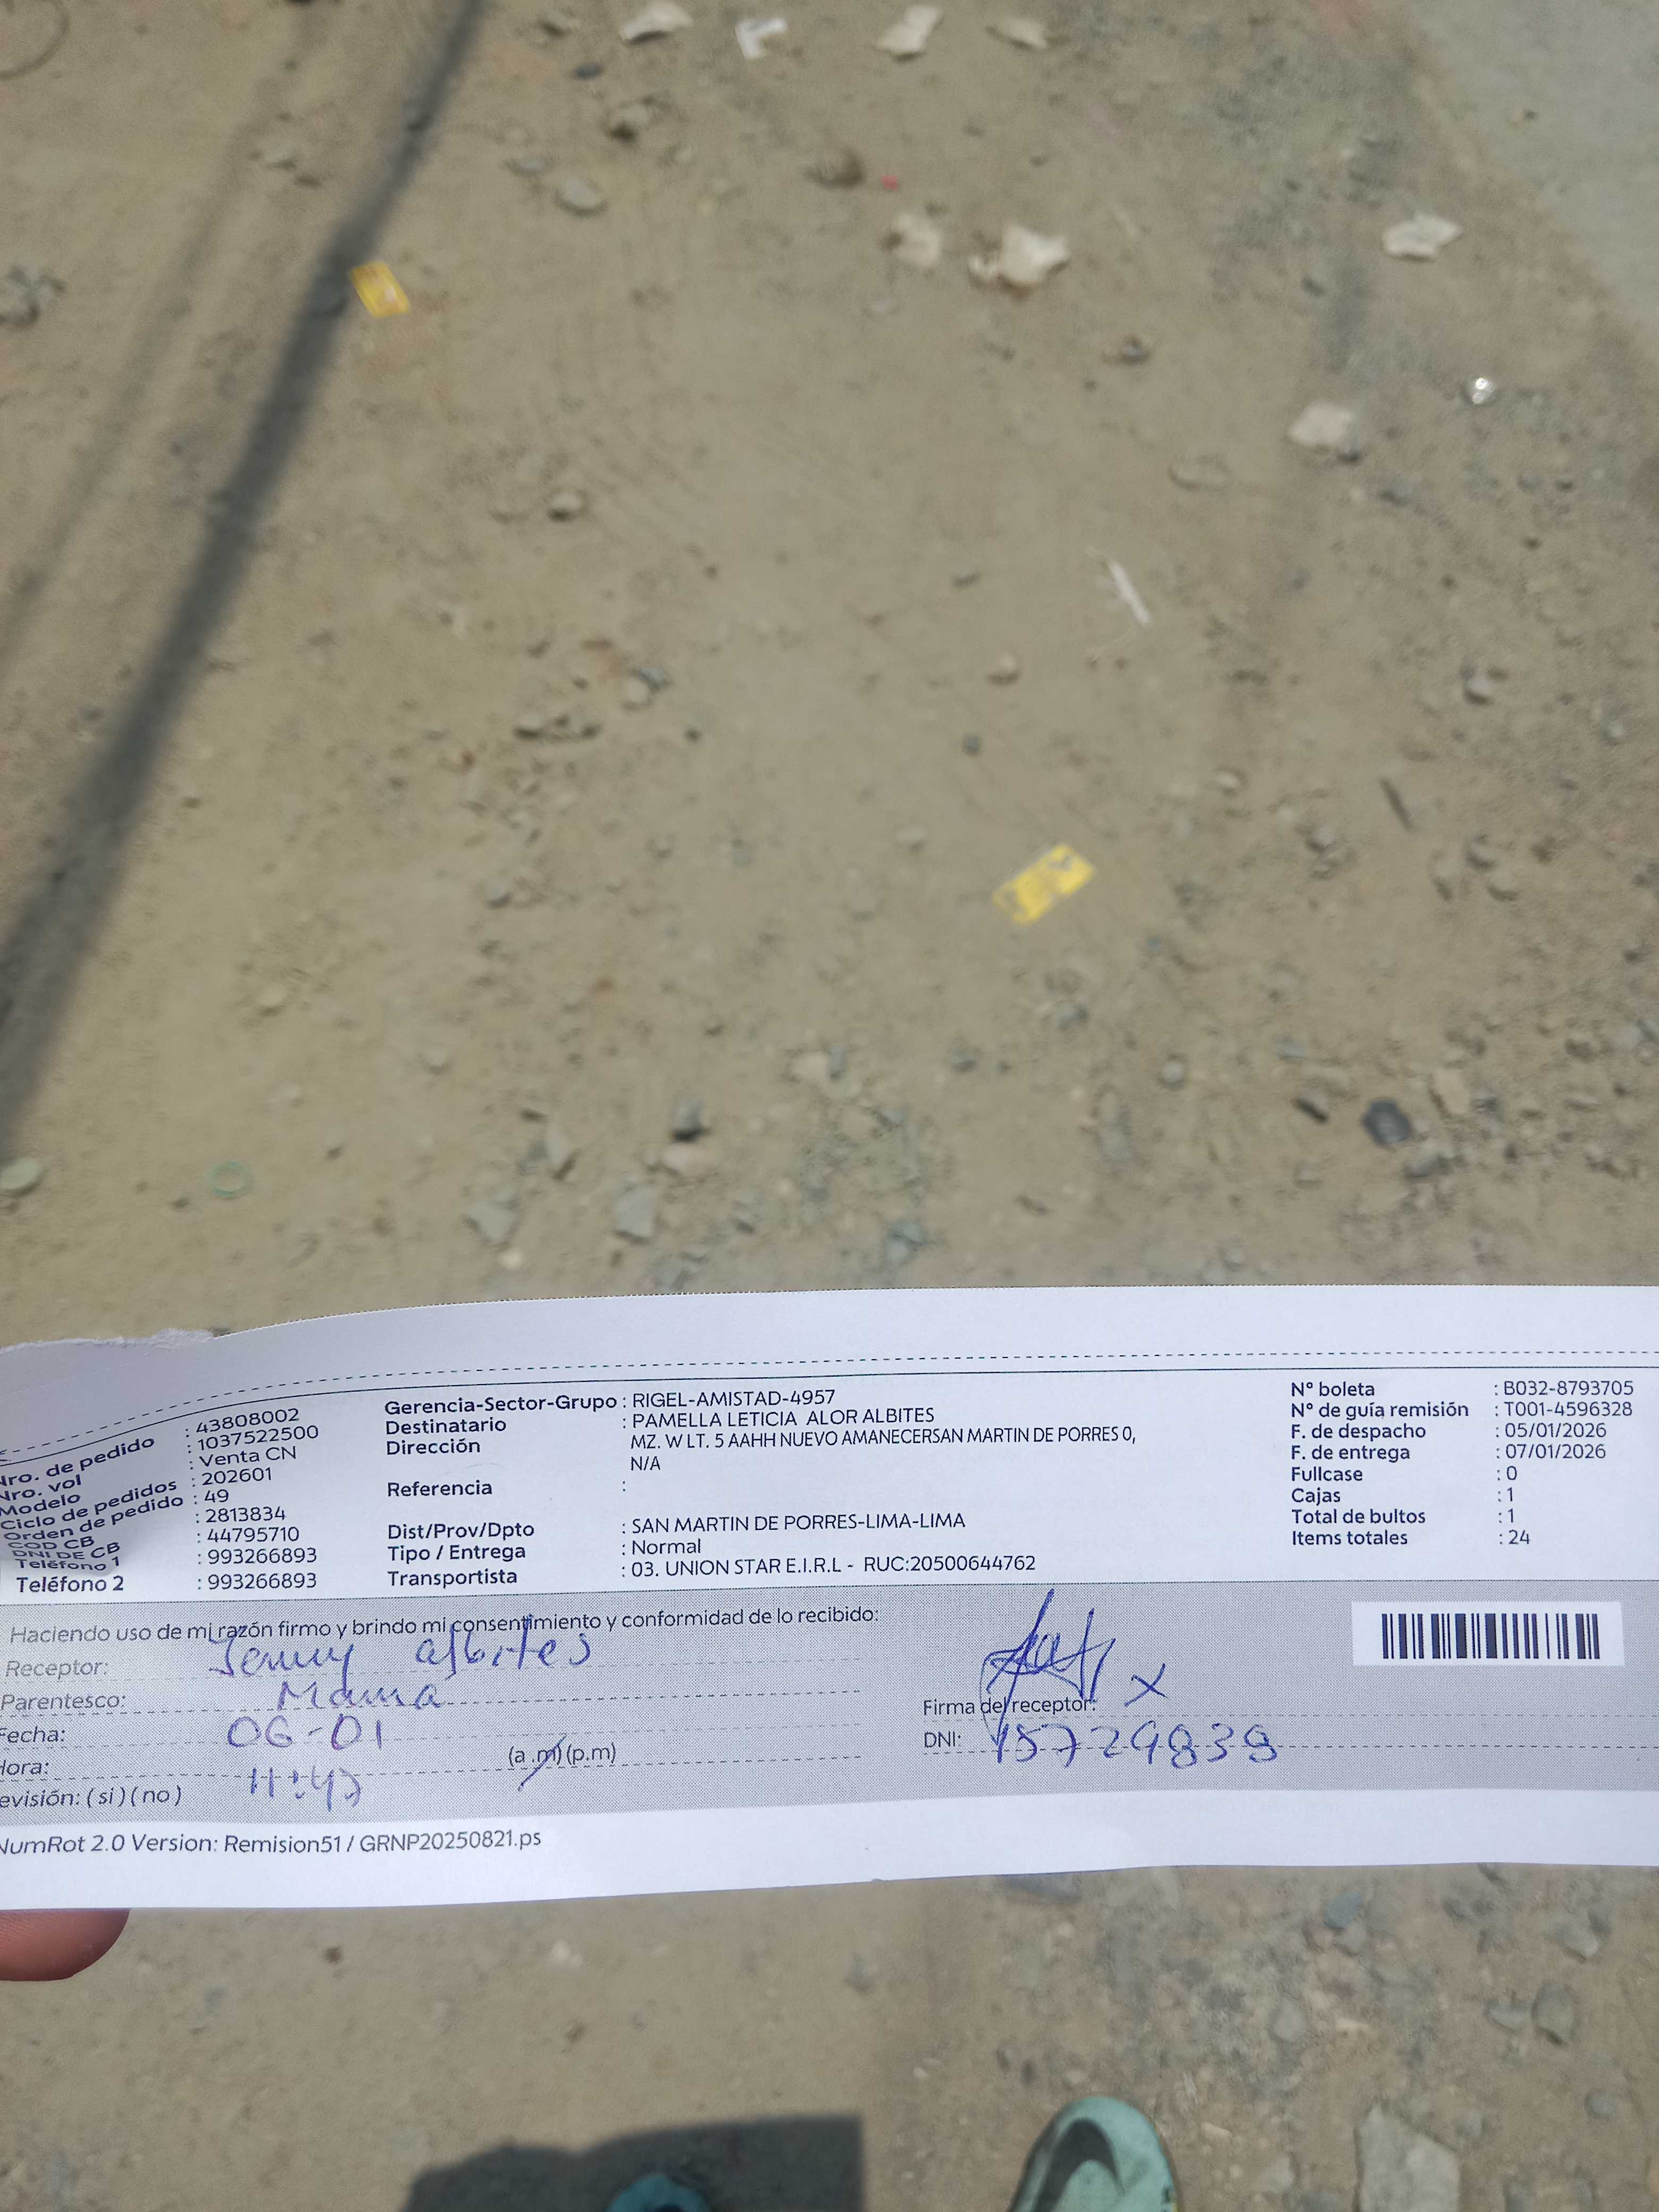 Nro. de pedido : 43808002
Nro. vol : 1037522500
Modelo : Venta CN
Ciclo de pedidos : 202601
Orden de pedido : 49
COD CB : 2813834
DNI DE CB : 44795710
Teléfono 1 : 993266893
Teléfono 2 : 993266893
Gerencia-Sector-Grupo : RIGEL-AMISTAD-4957
Destinatario : PAMELLA LETICIA ALOR ALBITES
Dirección MZ. W LT. 5 AAHH NUEVO AMANECERSAN MARTIN DE PORRES 0,
N/A
Referencia :
Dist/Prov/Dpto : SAN MARTIN DE PORRES-LIMA-LIMA
Tipo / Entrega : Normal
Transportista : 03. UNION STAR E.I.R.L - RUC:20500644762
Nº boleta : B032-8793705
Nº de guía remisión : T001-4596328
F. de despacho : 05/01/2026
F. de entrega : 07/01/2026
Fullcase : 0
Cajas : 1
Total de bultos : 1
Items totales : 24
Haciendo uso de mi razón firmo y brindo mi consentimiento y conformidad de lo recibido:
Receptor: Jenny albites
Parentesco: Mama
Fecha: 06-01
Hora: 11:47 (a .m) (p.m)
evisión: ( si ) ( no )
Firma del receptor: X
DNI: 15729839
NumRot 2.0 Version: Remision51 / GRNP20250821.ps